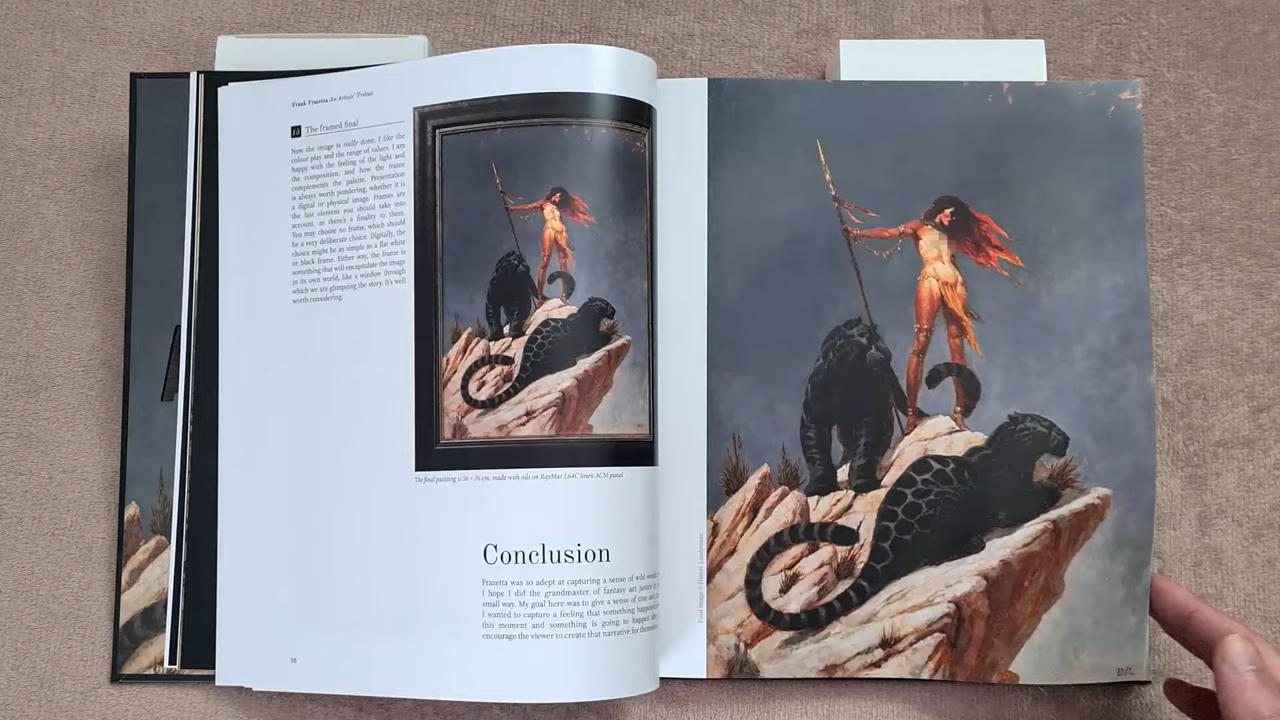 Frank Frazetta An Artists' Tribute
15 The framed final
Now the image is really done. I like the
colour play and the range of values. I am
happy with the feeling of the light and
the composition, and how the frame
complements the palette. Presentation
is always worth pondering, whether it is
a digital or physical image. Frames are
the last element you should take into
account, as there's a finality to them.
You may choose no frame, which should
be a very deliberate choice. Digitally, the
choice might be as simple as a flat white
or black frame. Either way, the frame is
something that will encapsulate the image
in its own world, like a window through
which we are glimpsing the story. It's well
worth considering.
The final painting is 56 × 76 cm, made with oils on RayMar L64C linen ACM panel
Conclusion
Frazetta was so adept at capturing a sense of wild
I hope I did the grandmaster of fantasy art justice in
small way. My goal here was to give a sense of time and
I wanted to capture a feeling that something happened
this moment and something is going to happen
encourage the viewer to create that narrative for
38
Final image © Daniel Landerman